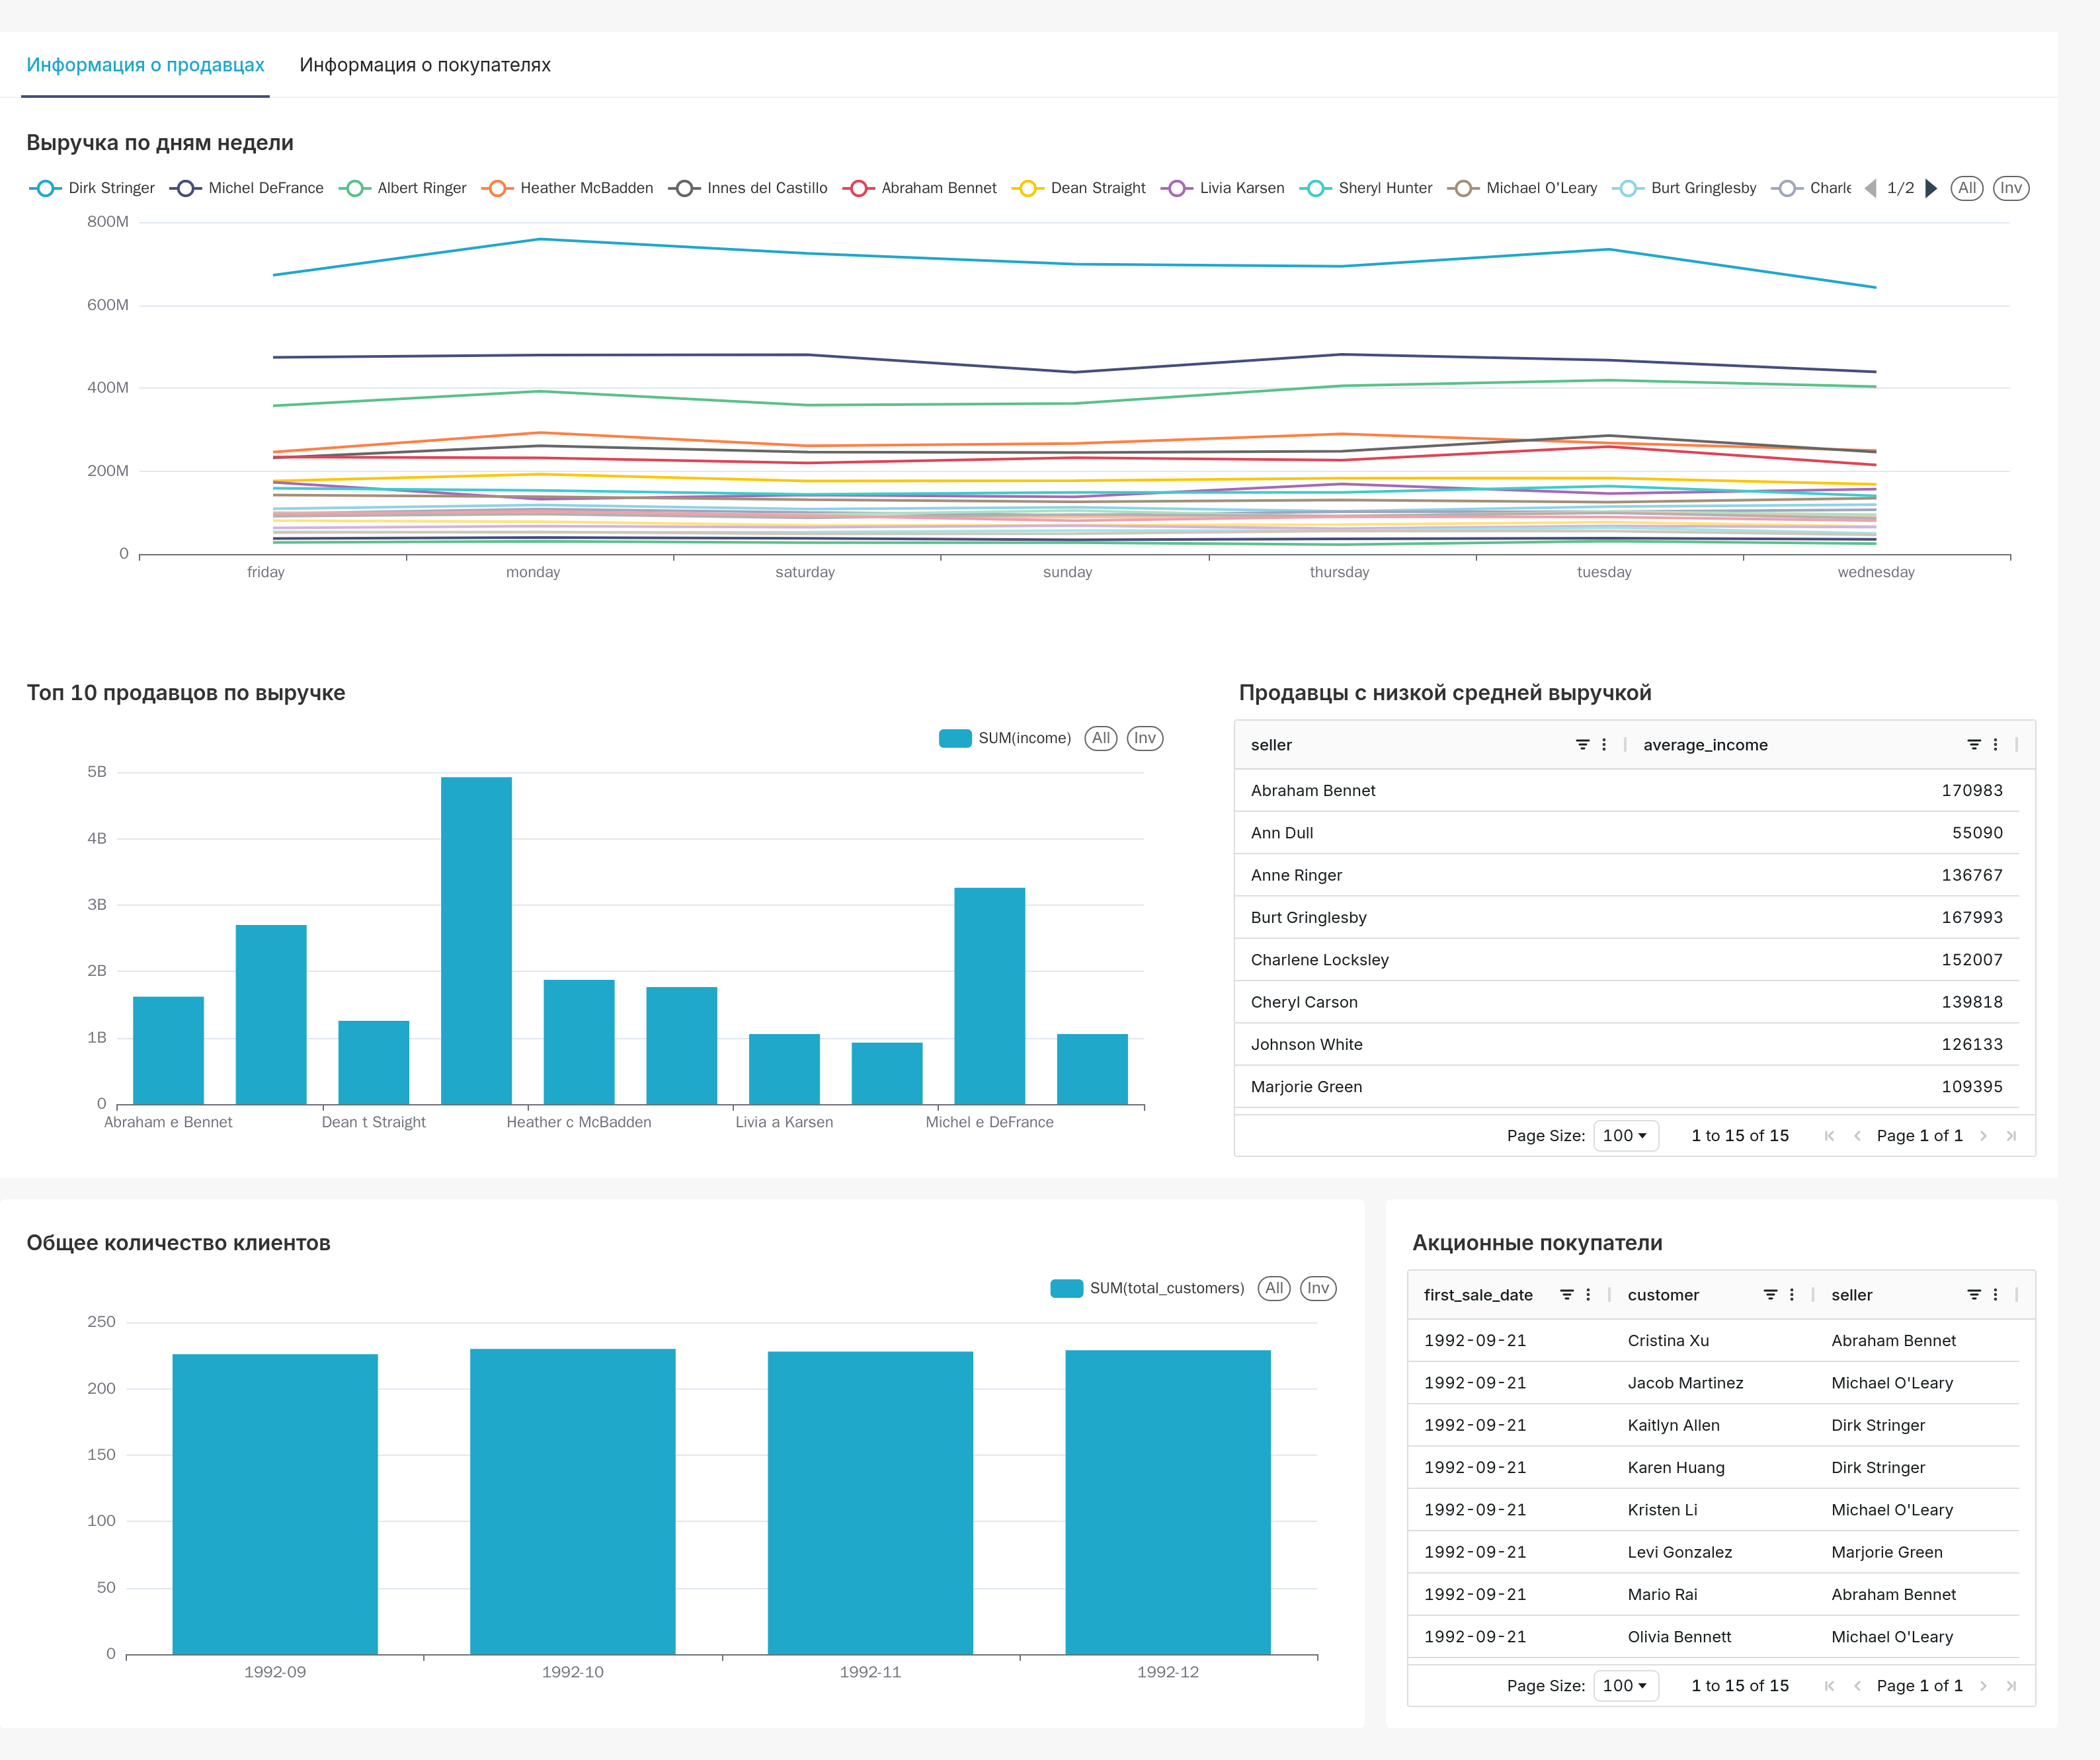 Информация о продавцах Информация о покупателях
Выручка по дням недели
Dirk Stringer Michel DeFrance Albert Ringer Heather McBadden Innes del Castillo Abraham Bennet Dean Straight Livia Karsen Sheryl Hunter Michael O'Leary Burt Gringlesby Charle 1/2 All Inv
800M
600M
400M
200M
0
friday monday saturday sunday thursday tuesday wednesday
Топ 10 продавцов по выручке
SUM(income) All Inv
5B
4B
3B
2B
1B
0
Abraham e Bennet Dean t Straight Heather c McBadden Livia a Karsen Michel e DeFrance
Продавцы с низкой средней выручкой
seller average_income
Abraham Bennet 170983
Ann Dull 55090
Anne Ringer 136767
Burt Gringlesby 167993
Charlene Locksley 152007
Cheryl Carson 139818
Johnson White 126133
Marjorie Green 109395
Page Size: 100 1 to 15 of 15 Page 1 of 1
Общее количество клиентов
SUM(total_customers) All Inv
250
200
150
100
50
0
1992-09 1992-10 1992-11 1992-12
Акционные покупатели
first_sale_date customer seller
1992-09-21 Cristina Xu Abraham Bennet
1992-09-21 Jacob Martinez Michael O'Leary
1992-09-21 Kaitlyn Allen Dirk Stringer
1992-09-21 Karen Huang Dirk Stringer
1992-09-21 Kristen Li Michael O'Leary
1992-09-21 Levi Gonzalez Marjorie Green
1992-09-21 Mario Rai Abraham Bennet
1992-09-21 Olivia Bennett Michael O'Leary
Page Size: 100 1 to 15 of 15 Page 1 of 1